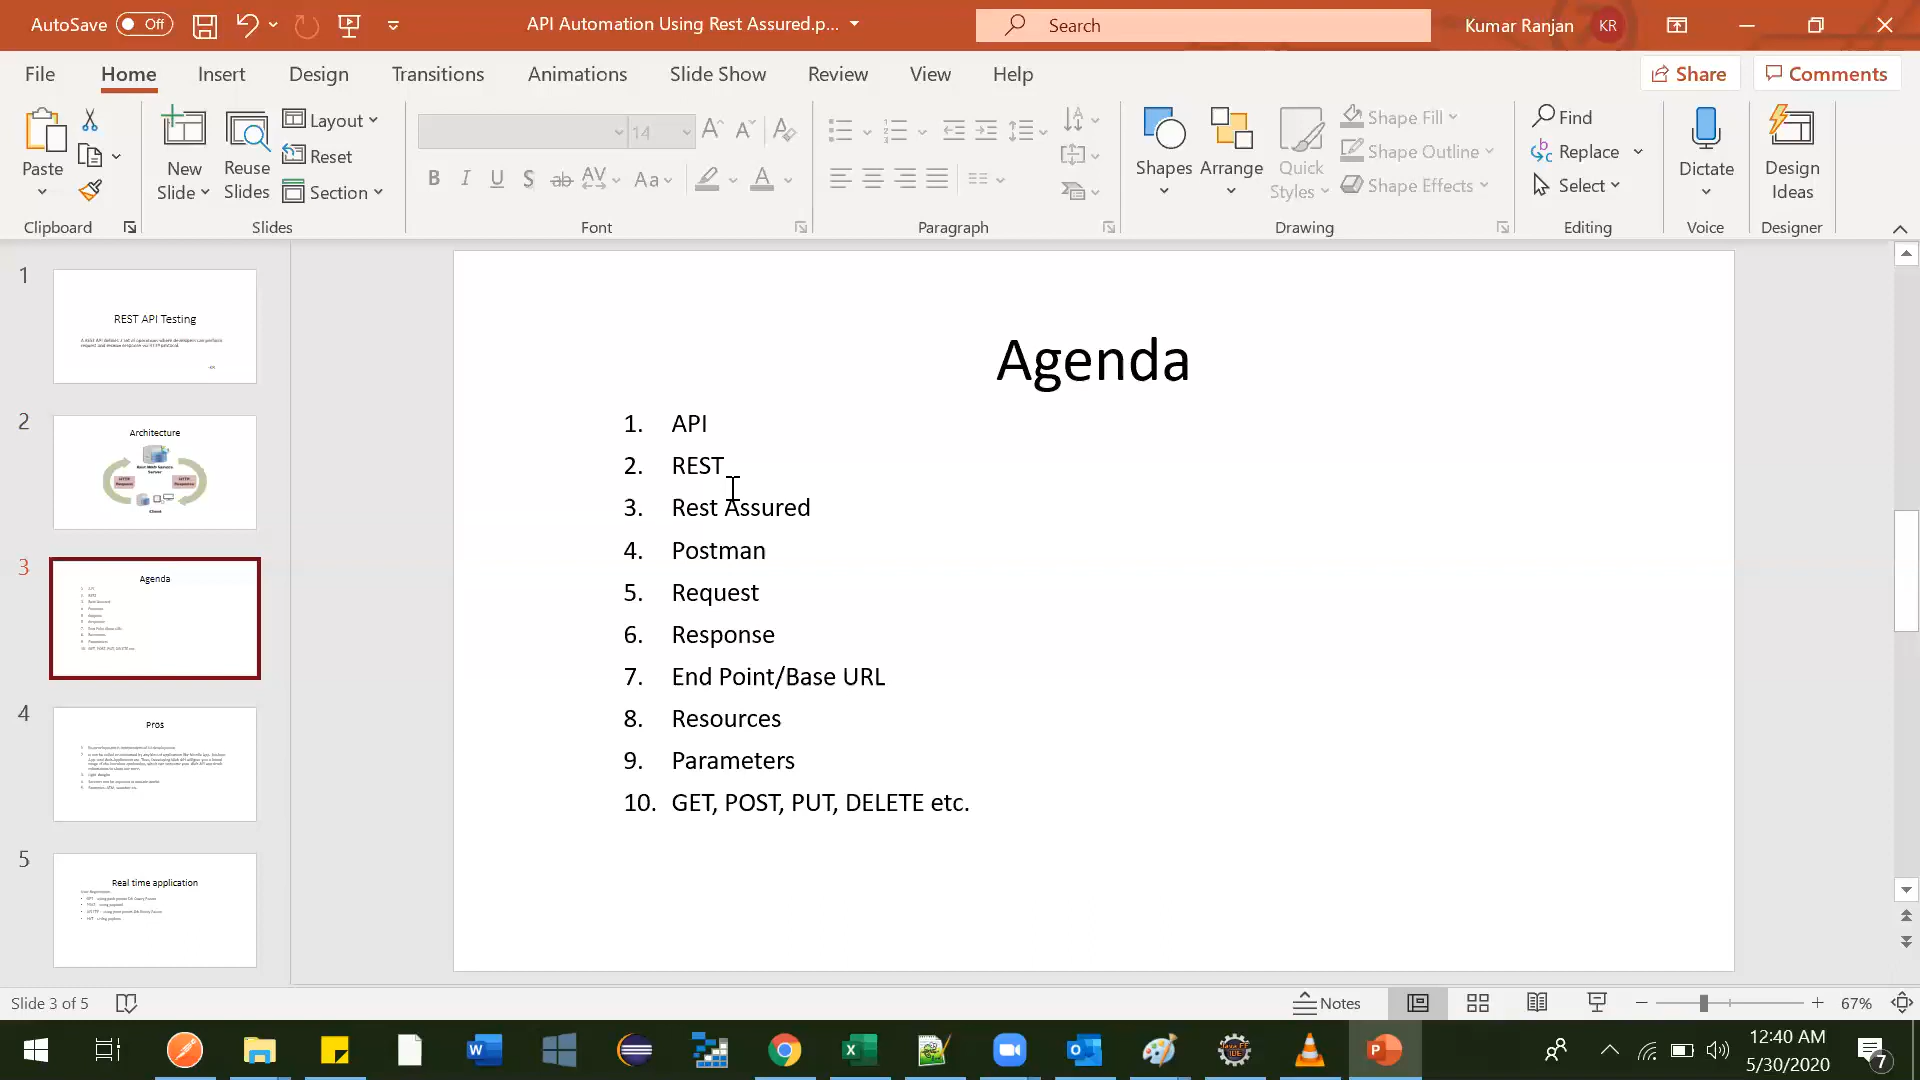 AutoSave Off
API Automation Using Rest Assured.p...
Search
Kumar Ranjan KR
File Home Insert Design Transitions Animations Slide Show Review View Help
Share Comments
Paste
New Slide
Reuse Slides
Layout
Reset
Section
14
Shapes
Arrange
Quick Styles
Shape Fill
Shape Outline
Shape Effects
Find
Replace
Select
Dictate
Design Ideas
Clipboard Slides Font Paragraph Drawing Editing Voice Designer
1
REST API Testing
2
Architecture
3
Agenda
4
Pros
5
Real time application
Agenda
1. API
2. REST
3. Rest Assured
4. Postman
5. Request
6. Response
7. End Point/Base URL
8. Resources
9. Parameters
10. GET, POST, PUT, DELETE etc.
Slide 3 of 5
Notes
67%
12:40 AM
5/30/2020
7